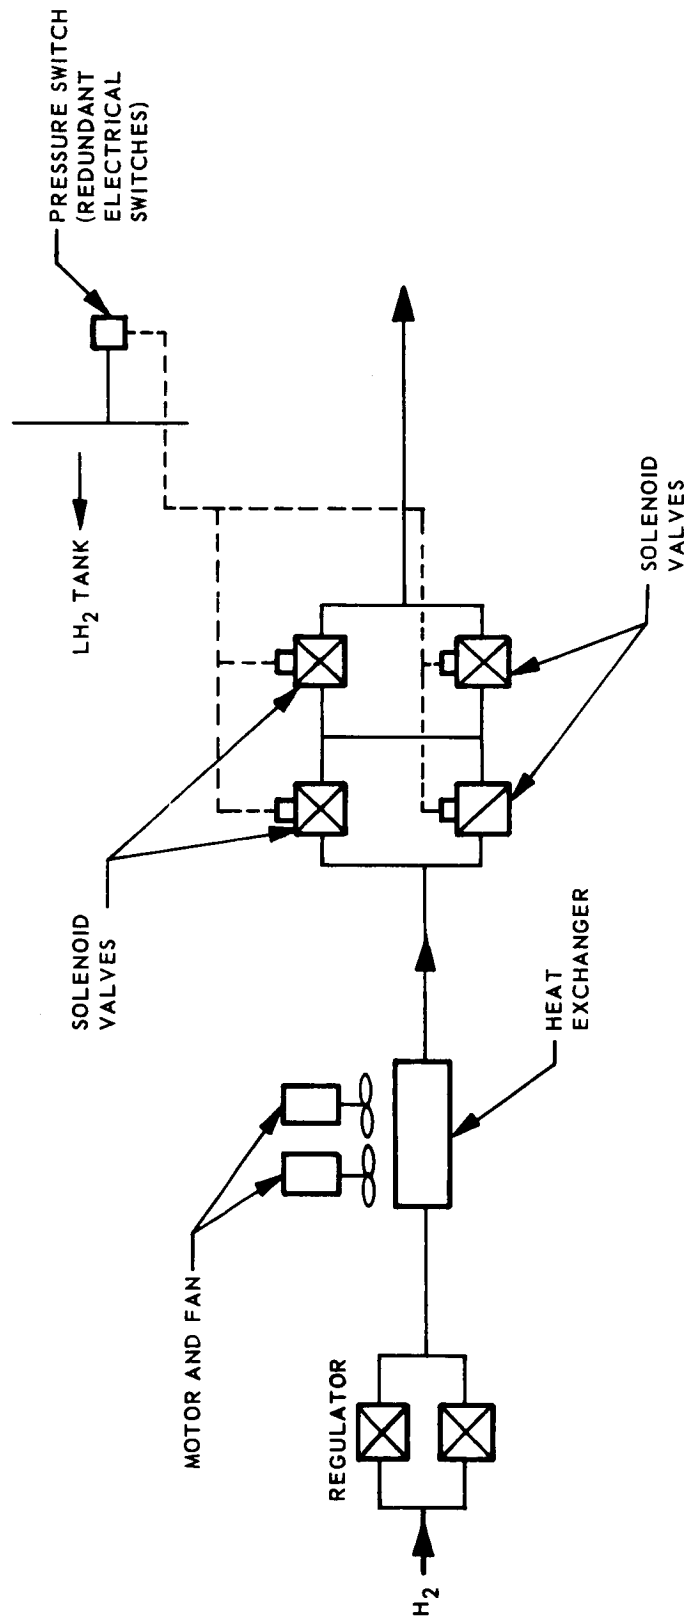 PRESSURE SWITCH
(REDUNDANT
ELECTRICAL
SWITCHES)
LH₂ TANK
SOLENOID
VALVES
SOLENOID
VALVES
MOTOR AND FAN
HEAT
EXCHANGER
REGULATOR
H₂